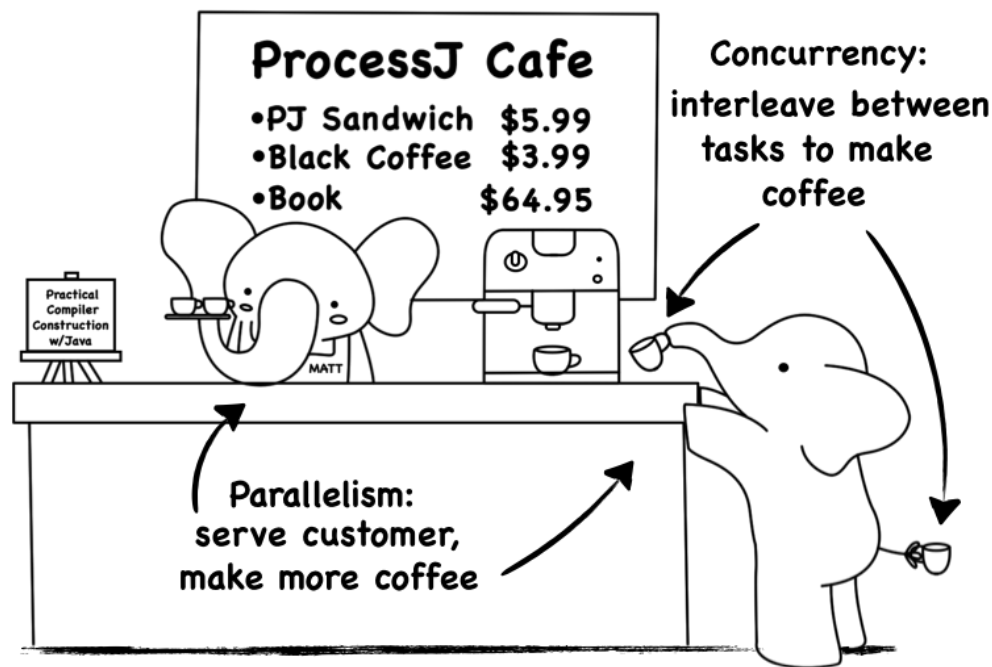 ProcessJ Cafe
•PJ Sandwich $5.99
•Black Coffee $3.99
•Book $64.95
Concurrency:
interleave between
tasks to make
coffee
Practical
Compiler
Construction
w/Java
MATT
Parallelism:
serve customer,
make more coffee